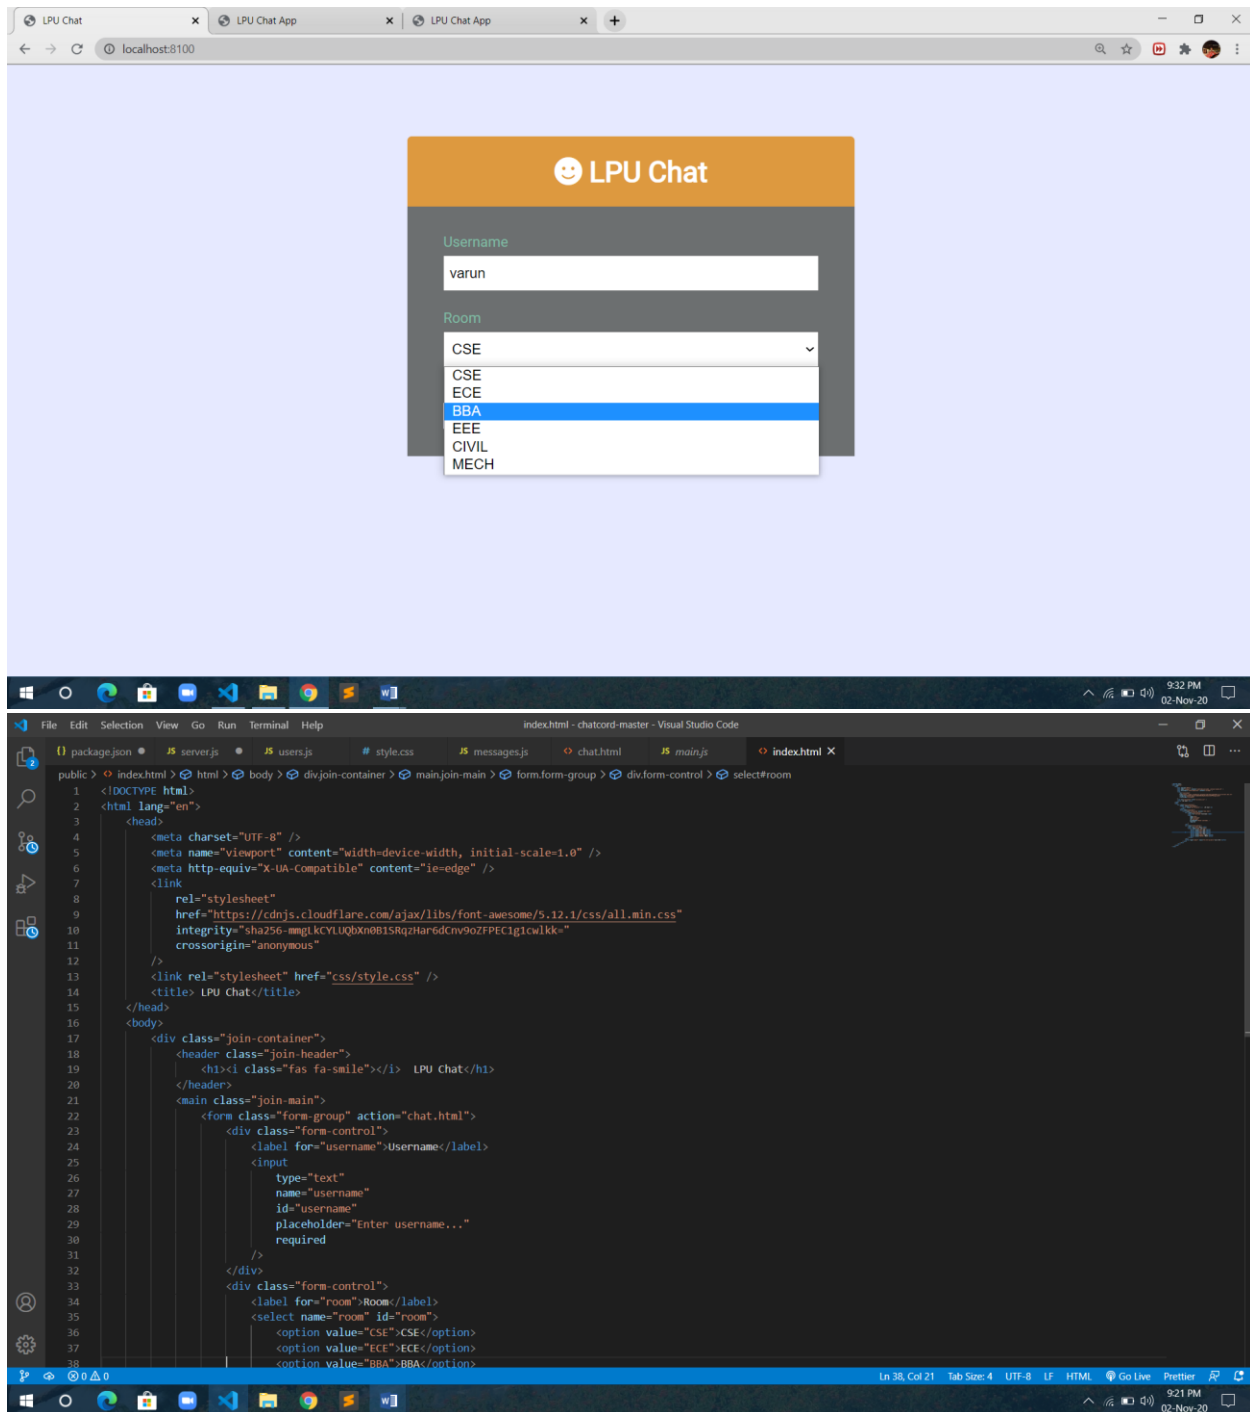 LPU Chat
LPU Chat App
LPU Chat App
localhost:8100
LPU Chat
Username
varun
Room
CSE
CSE
ECE
BBA
EEE
CIVIL
MECH
9:32 PM
02-Nov-20
File Edit Selection View Go Run Terminal Help
index.html - chatcord-master - Visual Studio Code
{} package.json
JS server.js
JS users.js
# style.css
JS messages.js
<> chat.html
JS main.js
<> index.html
public > <> index.html > html > body > div.join-container > main.join-main > form.form-group > div.form-control > select#room
1 <!DOCTYPE html>
2 <html lang="en">
3 <head>
4 <meta charset="UTF-8" />
5 <meta name="viewport" content="width=device-width, initial-scale=1.0" />
6 <meta http-equiv="X-UA-Compatible" content="ie=edge" />
7 <link
8 rel="stylesheet"
9 href="https://cdnjs.cloudflare.com/ajax/libs/font-awesome/5.12.1/css/all.min.css"
10 integrity="sha256-mmgLkCYLUQbXn0B1SRqzHar6dCnv9oZFPEC1g1cwlkk="
11 crossorigin="anonymous"
12 />
13 <link rel="stylesheet" href="css/style.css" />
14 <title> LPU Chat</title>
15 </head>
16 <body>
17 <div class="join-container">
18 <header class="join-header">
19 <h1><i class="fas fa-smile"></i> LPU Chat</h1>
20 </header>
21 <main class="join-main">
22 <form class="form-group" action="chat.html">
23 <div class="form-control">
24 <label for="username">Username</label>
25 <input
26 type="text"
27 name="username"
28 id="username"
29 placeholder="Enter username..."
30 required
31 />
32 </div>
33 <div class="form-control">
34 <label for="room">Room</label>
35 <select name="room" id="room">
36 <option value="CSE">CSE</option>
37 <option value="ECE">ECE</option>
38 <option value="BBA">BBA</option>
2
0 0
Ln 38, Col 21 Tab Size: 4 UTF-8 LF HTML Go Live Prettier
9:21 PM
02-Nov-20